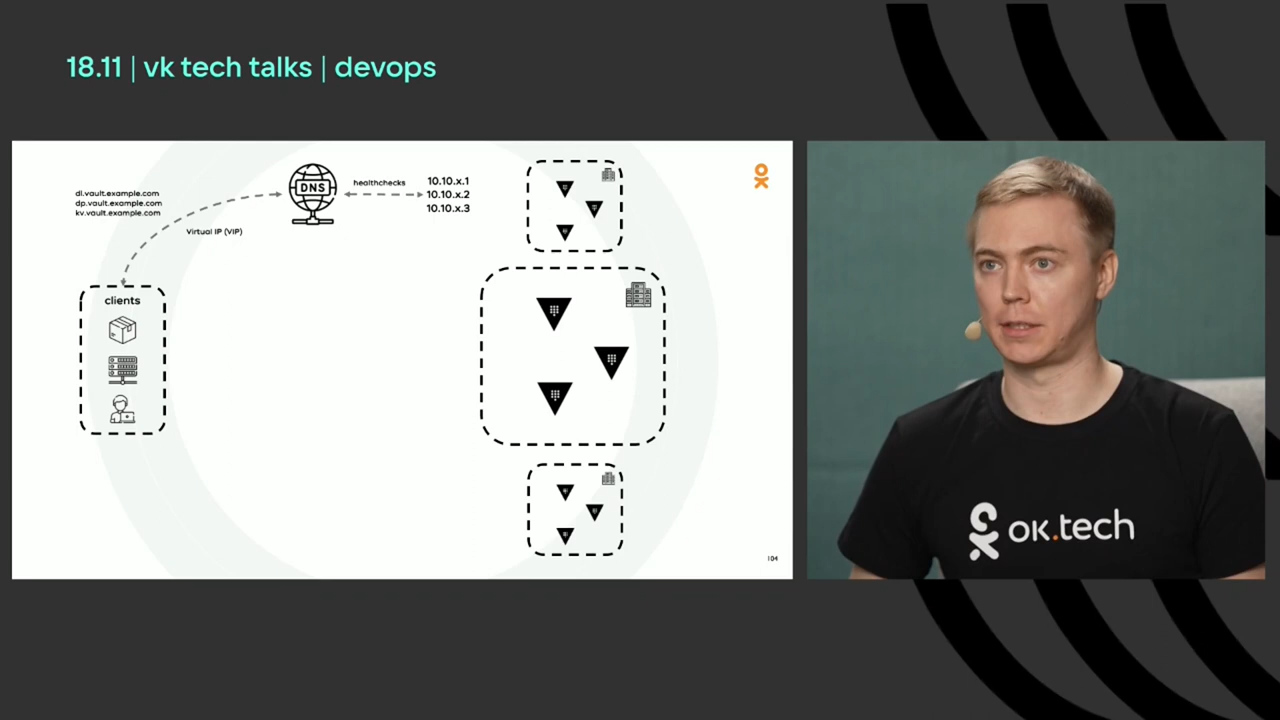 18.11 | vk tech talks | devops
dl.vault.example.com
dp.vault.example.com
kv.vault.example.com
Virtual IP (VIP)
DNS
healthchecks
10.10.x.1
10.10.x.2
10.10.x.3
clients
104
ok.tech